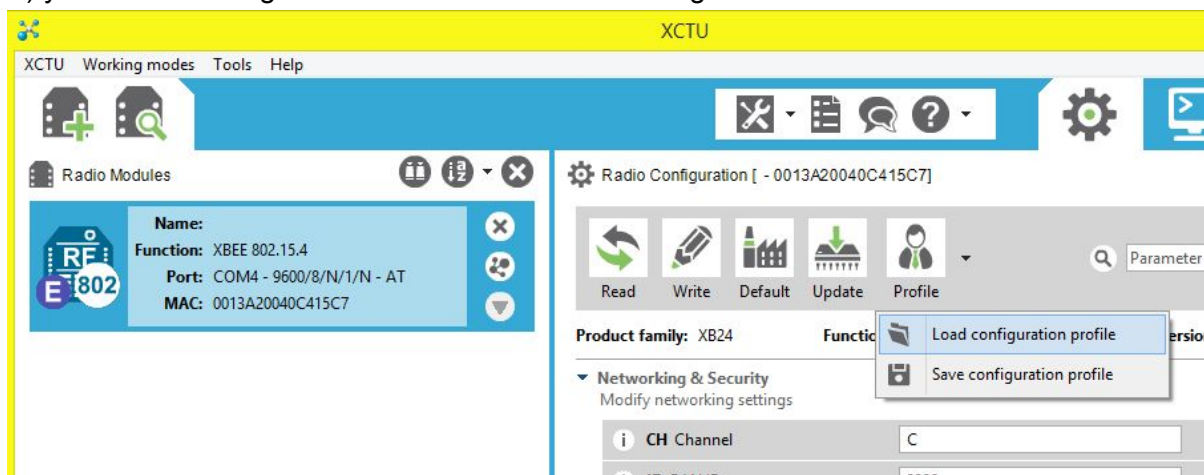 XCTU
XCTU Working modes Tools Help
Radio Modules
Name:
Function: XBEE 802.15.4
Port: COM4 - 9600/8/N/1/N - AT
MAC: 0013A20040C415C7
RF
E 802
Radio Configuration [ - 0013A20040C415C7]
Read Write Default Update Profile
Parameter
Product family: XB24 Functio
Load configuration profile
Save configuration profile
Networking & Security
Modify networking settings
i CH Channel C